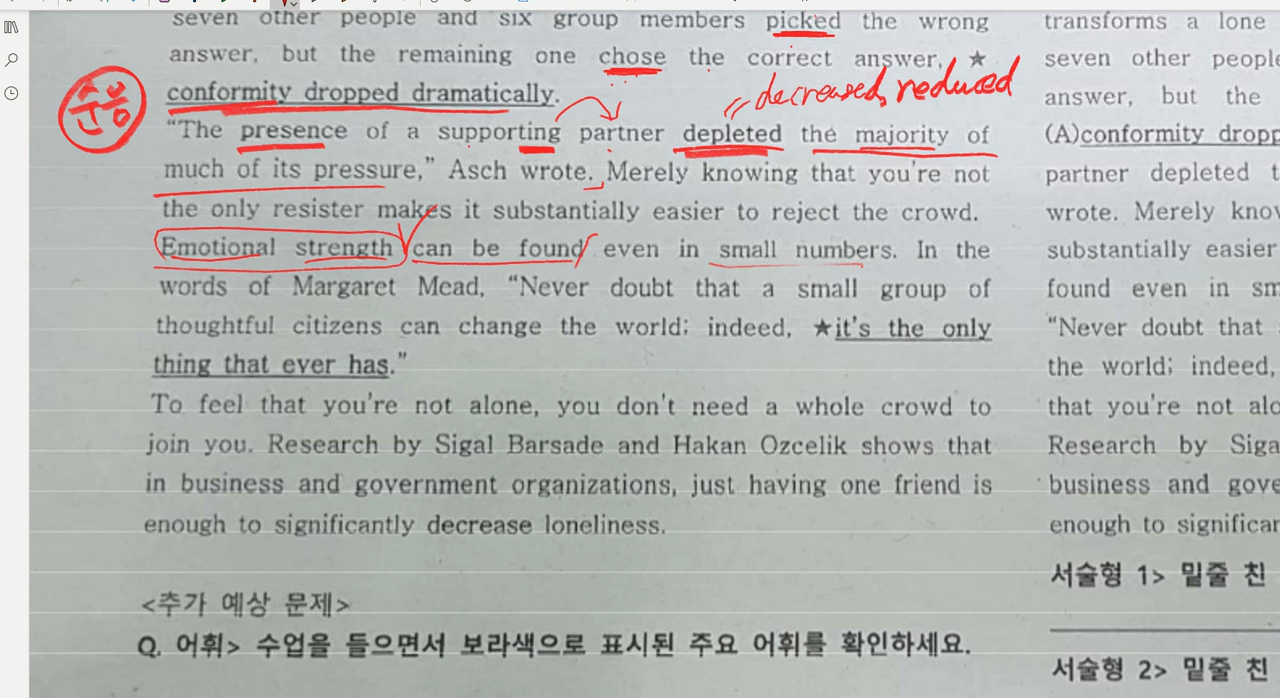 seven other people and six group members picked the wrong
answer, but the remaining one chose the correct answer, ★
conformity dropped dramatically.
순응
decreased, reduced
“The presence of a supporting partner depleted the majority of
much of its pressure,” Asch wrote. Merely knowing that you're not
the only resister makes it substantially easier to reject the crowd.
Emotional strength can be found even in small numbers. In the
words of Margaret Mead, “Never doubt that a small group of
thoughtful citizens can change the world; indeed, ★it's the only
thing that ever has.”
To feel that you're not alone, you don't need a whole crowd to
join you. Research by Sigal Barsade and Hakan Ozcelik shows that
in business and government organizations, just having one friend is
enough to significantly decrease loneliness.
<추가 예상 문제>
Q. 어휘> 수업을 들으면서 보라색으로 표시된 주요 어휘를 확인하세요.
transforms a lone
seven other people
answer, but the
(A)conformity dropp
partner depleted t
wrote. Merely know
substantially easier
found even in sm
“Never doubt that
the world; indeed,
that you're not alo
Research by Siga
business and gove
enough to significan
서술형 1> 밑줄 친
서술형 2> 밑줄 친